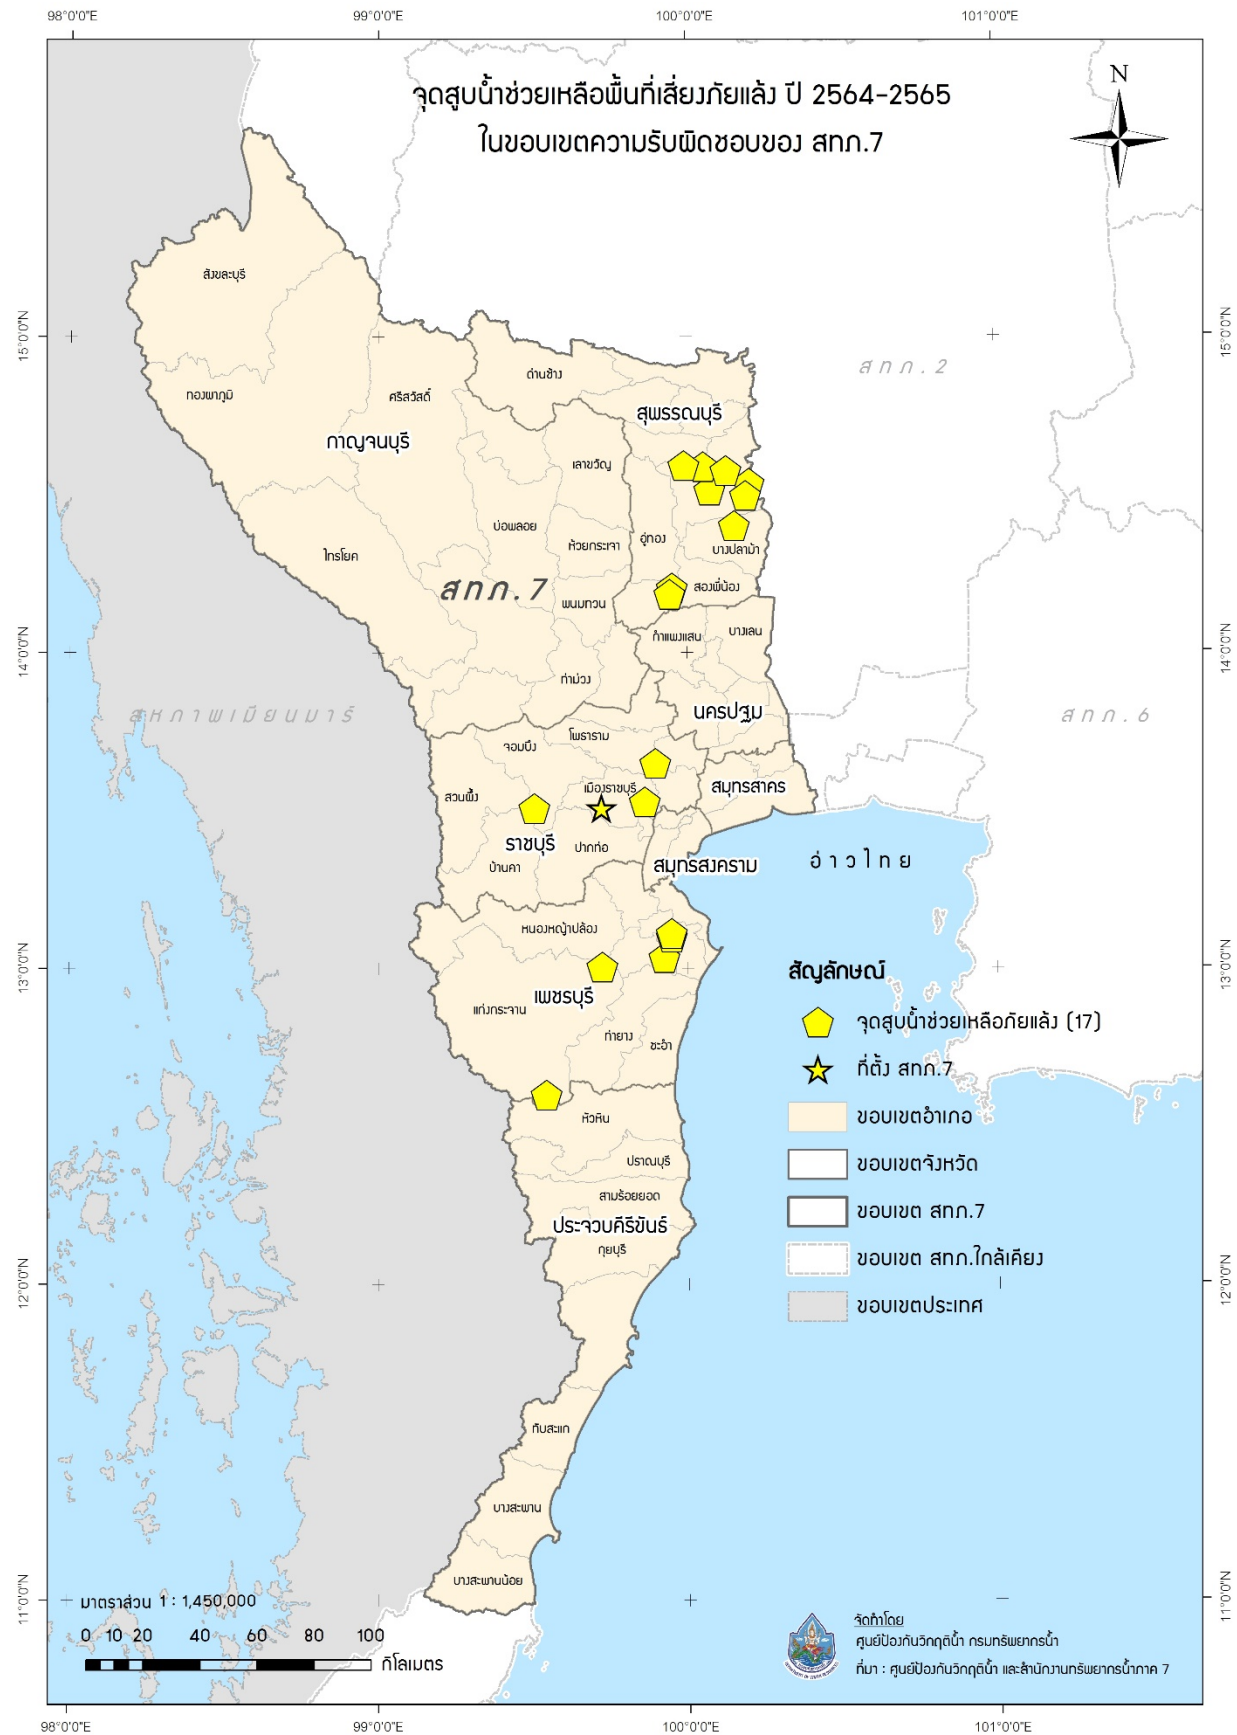 98°0'0"E 99°0'0"E 100°0'0"E 101°0'0"E
จุดสูบน้ำช่วยเหลือพื้นที่เสี่ยงภัยแล้ง ปี 2564-2565
ในขอบเขตความรับผิดชอบของ สทภ.7
N
สังขละบุรี
15°0'0"N 15°0'0"N
สทภ.2
ด่านช้าง
ทองผาภูมิ
ศรีสวัสดิ์
สุพรรณบุรี
กาญจนบุรี
เลาขวัญ
บ่อพลอย
ห้วยกระเจา
อู่ทอง
บางปลาม้า
ไทรโยค
สทภ.7
สองพี่น้อง
พนมทวน
กำแพงแสน
บางเลน
14°0'0"N 14°0'0"N
ท่าม่วง
นครปฐม
สหภาพเมียนมาร์
สทภ.6
โพธาราม
จอมบึง
เมืองราชบุรี
สมุทรสาคร
สวนผึ้ง
ราชบุรี
ปากท่อ
บ้านคา
สมุทรสงคราม
อ่าวไทย
หนองหญ้าปล้อง
13°0'0"N 13°0'0"N
เพชรบุรี
แก่งกระจาน
ท่ายาง
ชะอำ
สัญลักษณ์
จุดสูบน้ำช่วยเหลือภัยแล้ง (17)
ที่ตั้ง สทภ.7
ขอบเขตอำเภอ
ขอบเขตจังหวัด
ขอบเขต สทภ.7
ขอบเขต สทภ.ใกล้เคียง
ขอบเขตประเทศ
หัวหิน
ปราณบุรี
สามร้อยยอด
ประจวบคีรีขันธ์
กุยบุรี
12°0'0"N 12°0'0"N
ทับสะแก
บางสะพาน
บางสะพานน้อย
11°0'0"N 11°0'0"N
มาตราส่วน 1 : 1,450,000
0 10 20 40 60 80 100
กิโลเมตร
จัดทำโดย
ศูนย์ป้องกันวิกฤติน้ำ กรมทรัพยากรน้ำ
ที่มา : ศูนย์ป้องกันวิกฤติน้ำ และสำนักงานทรัพยากรน้ำภาค 7
98°0'0"E 99°0'0"E 100°0'0"E 101°0'0"E